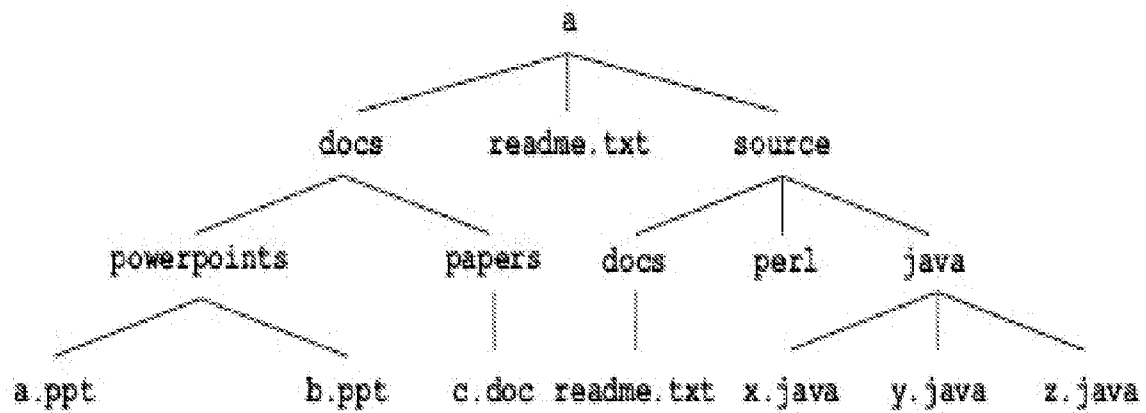 a
docs readme.txt source
powerpoints papers docs perl java
a.ppt b.ppt c.doc readme.txt x.java y.java z.java